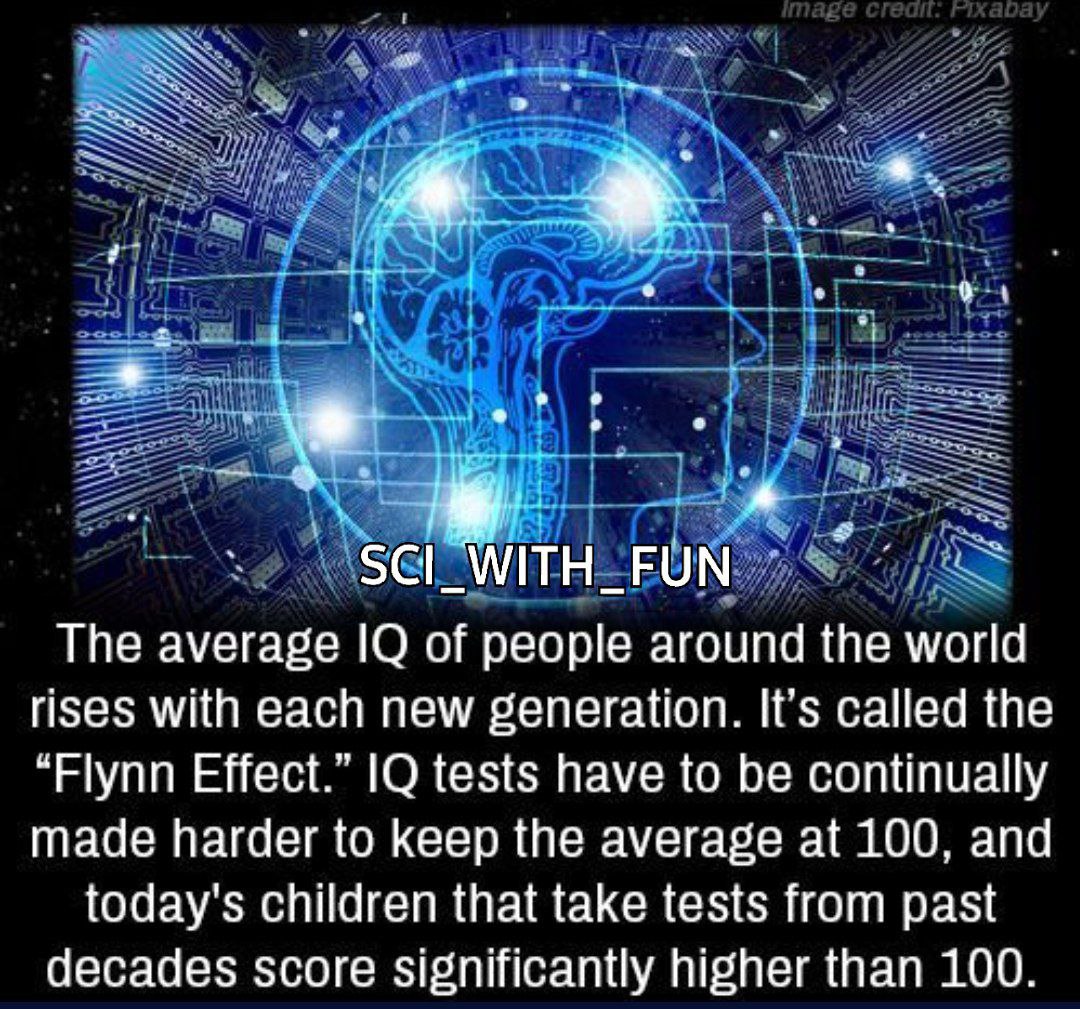 Image credit: Pixabay
SCI_WITH_FUN
The average IQ of people around the world
rises with each new generation. It’s called the
“Flynn Effect.” IQ tests have to be continually
made harder to keep the average at 100, and
today's children that take tests from past
decades score significantly higher than 100.